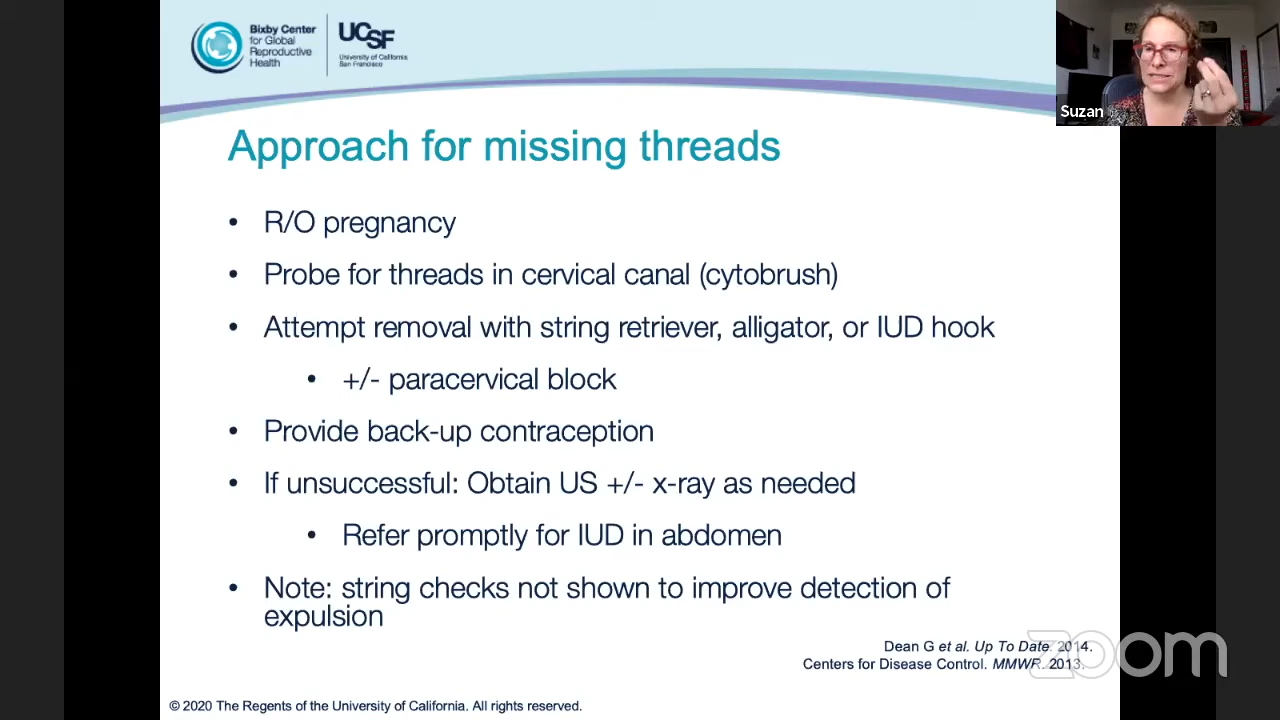 Bixby Center
for Global
Reproductive
Health
UCSF
University of California
San Francisco
Suzan
Approach for missing threads
• R/O pregnancy
• Probe for threads in cervical canal (cytobrush)
• Attempt removal with string retriever, alligator, or IUD hook
• +/- paracervical block
• Provide back-up contraception
• If unsuccessful: Obtain US +/- x-ray as needed
• Refer promptly for IUD in abdomen
• Note: string checks not shown to improve detection of
expulsion
Dean G et al. Up To Date. 2014.
Centers for Disease Control. MMWR. 2013.
zoom
© 2020 The Regents of the University of California. All rights reserved.